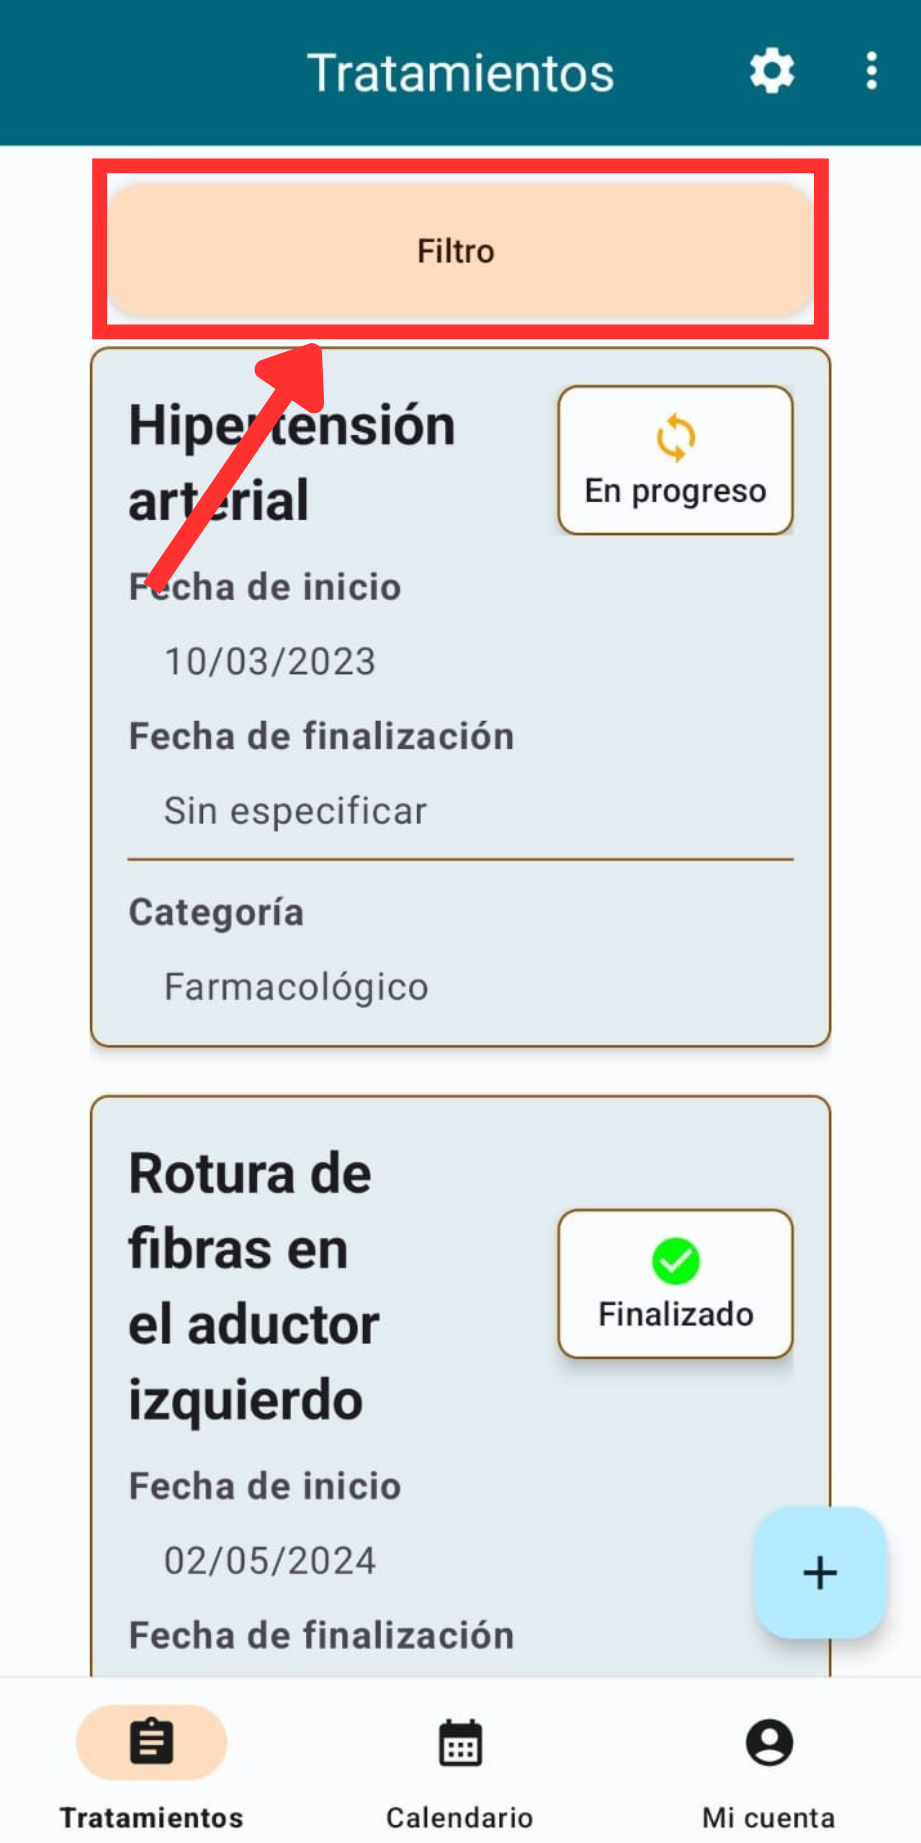 Tratamientos
Filtro
Hipertensión
arterial
En progreso
Fecha de inicio
10/03/2023
Fecha de finalización
Sin especificar
Categoría
Farmacológico
Rotura de
fibras en
el aductor
izquierdo
Finalizado
Fecha de inicio
02/05/2024
Fecha de finalización
Tratamientos
Calendario
Mi cuenta